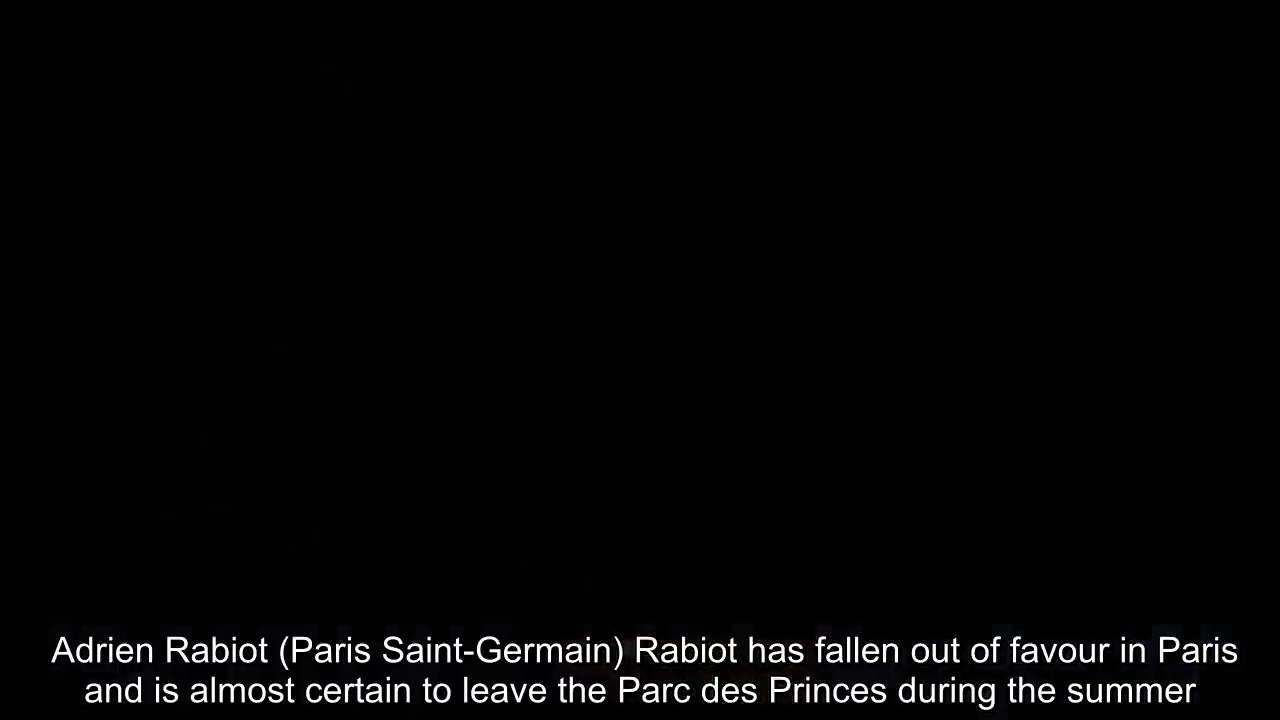 Adrien Rabiot (Paris Saint-Germain) Rabiot has fallen out of favour in Paris
and is almost certain to leave the Parc des Princes during the summer